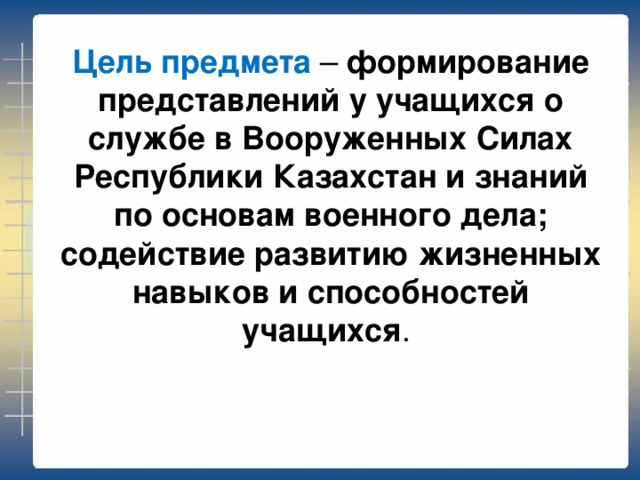 Цель предмета – формирование
представлений у учащихся о
службе в Вооруженных Силах
Республики Казахстан и знаний
по основам военного дела;
содействие развитию жизненных
навыков и способностей
учащихся.